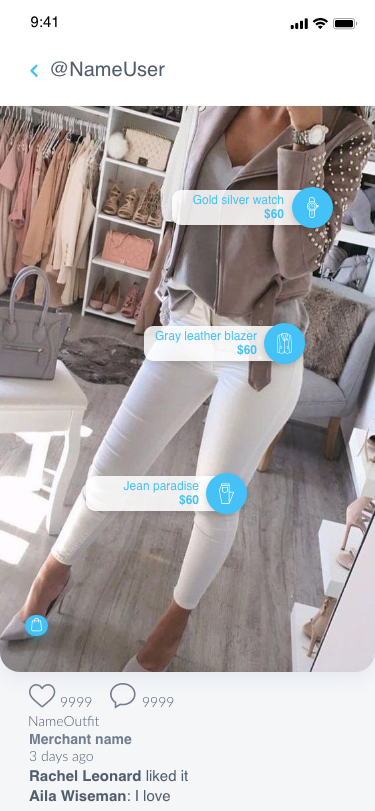 9:41
@NameUser
Gold silver watch
$60
Gray leather blazer
$60
Jean paradise
$60
9999 9999
NameOutfit
Merchant name
3 days ago
Rachel Leonard liked it
Aila Wiseman: I love